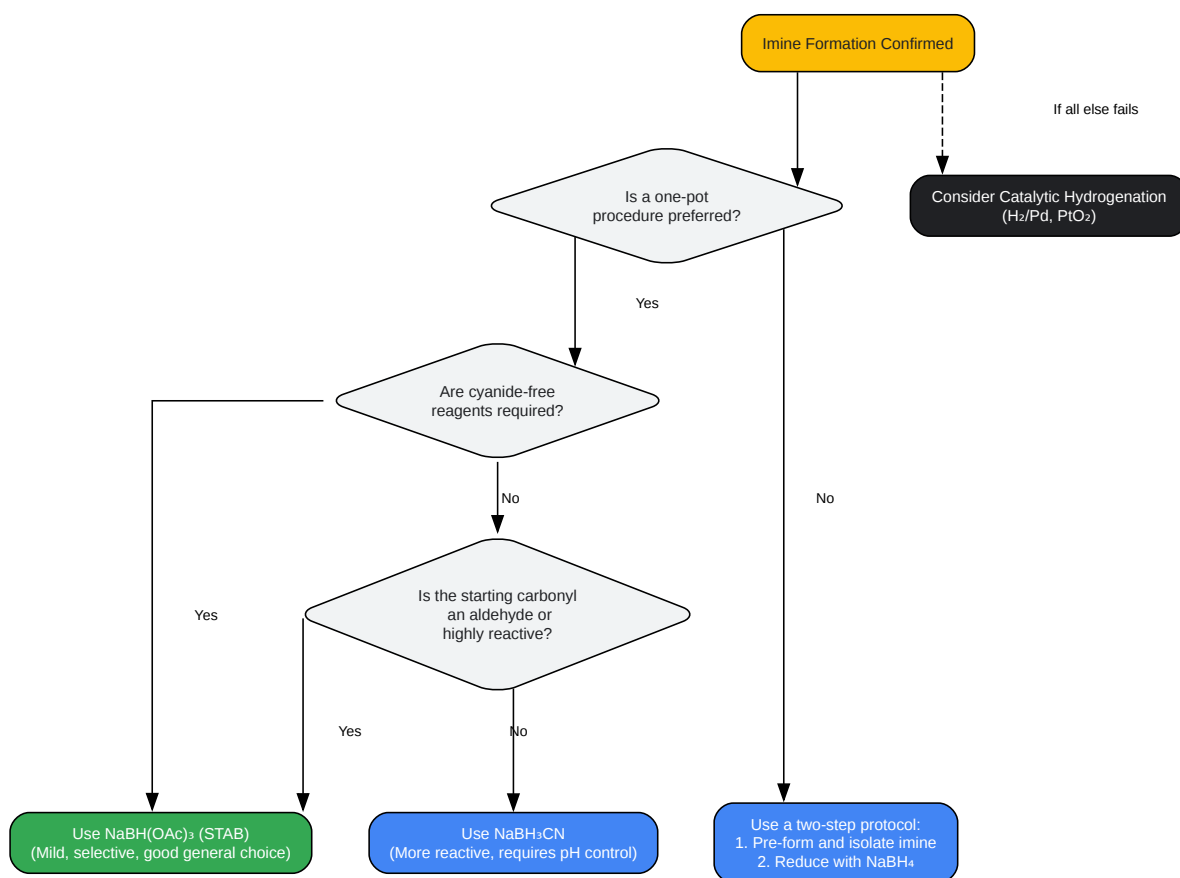 Imine Formation Confirmed
If all else fails
Consider Catalytic Hydrogenation
(H₂/Pd, PtO₂)
Is a one-pot
procedure preferred?
Yes
Are cyanide-free
reagents required?
No
No
Is the starting carbonyl
an aldehyde or
highly reactive?
Yes
Yes
No
Use NaBH(OAc)₃ (STAB)
(Mild, selective, good general choice)
Use NaBH₃CN
(More reactive, requires pH control)
Use a two-step protocol:
1. Pre-form and isolate imine
2. Reduce with NaBH₄